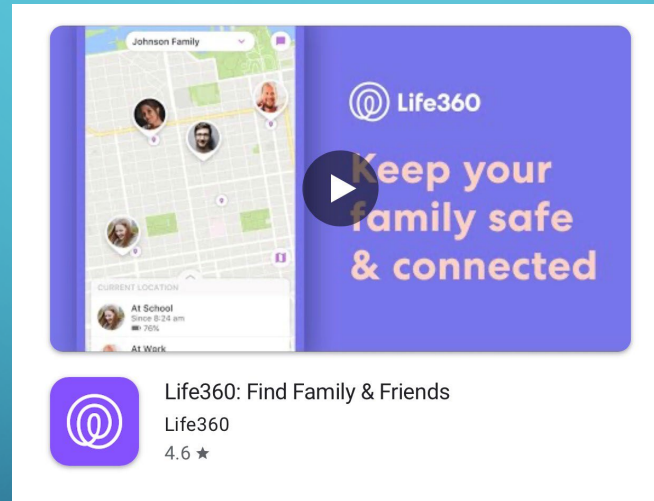 Johnson Family
Life360
Keep your
family safe
& connected
CURRENT LOCATION
At School
Since 8:24 am
76%
At Work
Life360: Find Family & Friends
Life360
4.6 ★